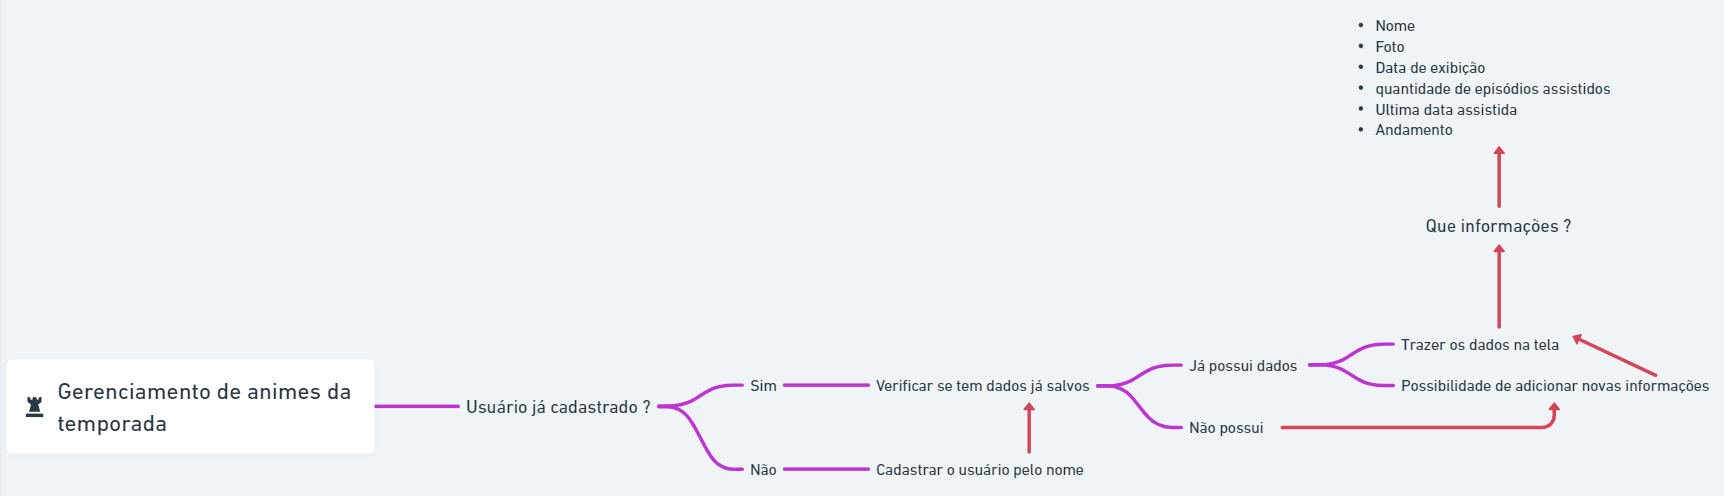 • Nome
• Foto
• Data de exibição
• quantidade de episódios assistidos
• Ultima data assistida
• Andamento
Que informações ?
Gerenciamento de animes da
temporada
Usuário já cadastrado ?
Sim
Verificar se tem dados já salvos
Já possui dados
Trazer os dados na tela
Possibilidade de adicionar novas informações
Não possui
Não
Cadastrar o usuário pelo nome